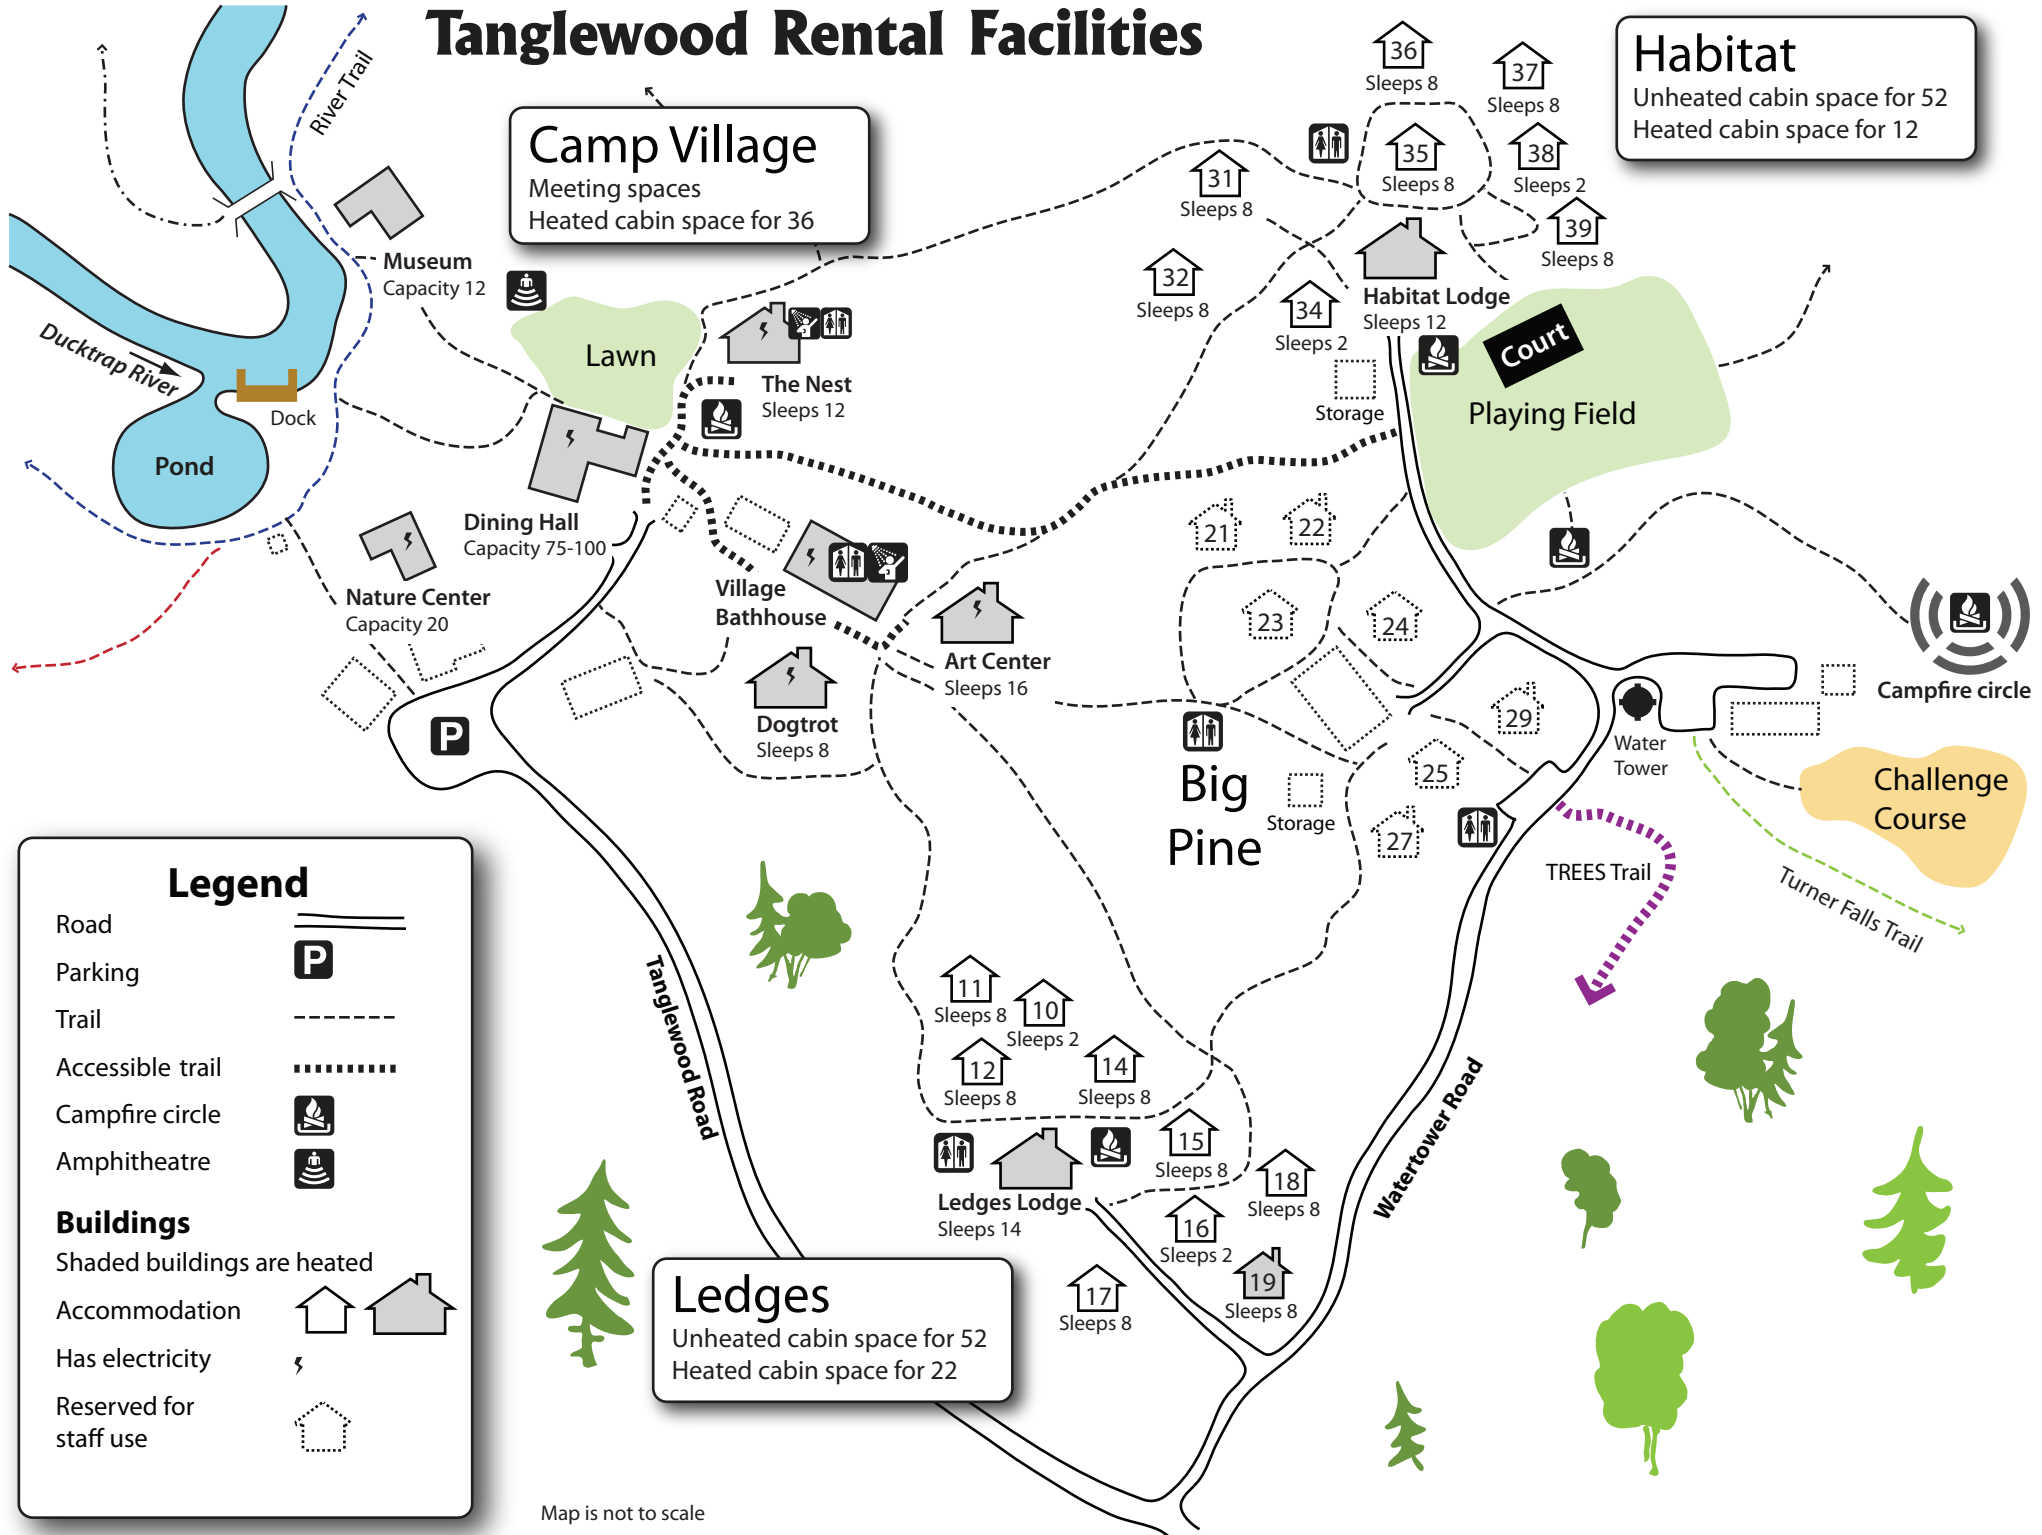 Tanglewood Rental Facilities
Habitat
Unheated cabin space for 52
Heated cabin space for 12
Camp Village
Meeting spaces
Heated cabin space for 36
River Trail
Museum
Capacity 12
Ducktrap River
Dock
Pond
Lawn
The Nest
Sleeps 12
Dining Hall
Capacity 75-100
Nature Center
Capacity 20
Village
Bathhouse
Art Center
Sleeps 16
Dogtrot
Sleeps 8
P
36
Sleeps 8
37
Sleeps 8
35
Sleeps 8
38
Sleeps 2
31
Sleeps 8
39
Sleeps 8
32
Sleeps 8
34
Sleeps 2
Habitat Lodge
Sleeps 12
Storage
Court
Playing Field
21
22
23
24
29
25
27
Big
Pine
Storage
Water
Tower
Campfire circle
Challenge
Course
TREES Trail
Turner Falls Trail
Tanglewood Road
Watertower Road
11
Sleeps 8
10
Sleeps 2
12
Sleeps 8
14
Sleeps 8
15
Sleeps 8
18
Sleeps 8
16
Sleeps 2
19
Sleeps 8
17
Sleeps 8
Ledges Lodge
Sleeps 14
Ledges
Unheated cabin space for 52
Heated cabin space for 22
Legend
Road
Parking
P
Trail
Accessible trail
Campfire circle
Amphitheatre
Buildings
Shaded buildings are heated
Accommodation
Has electricity
Reserved for
staff use
Map is not to scale